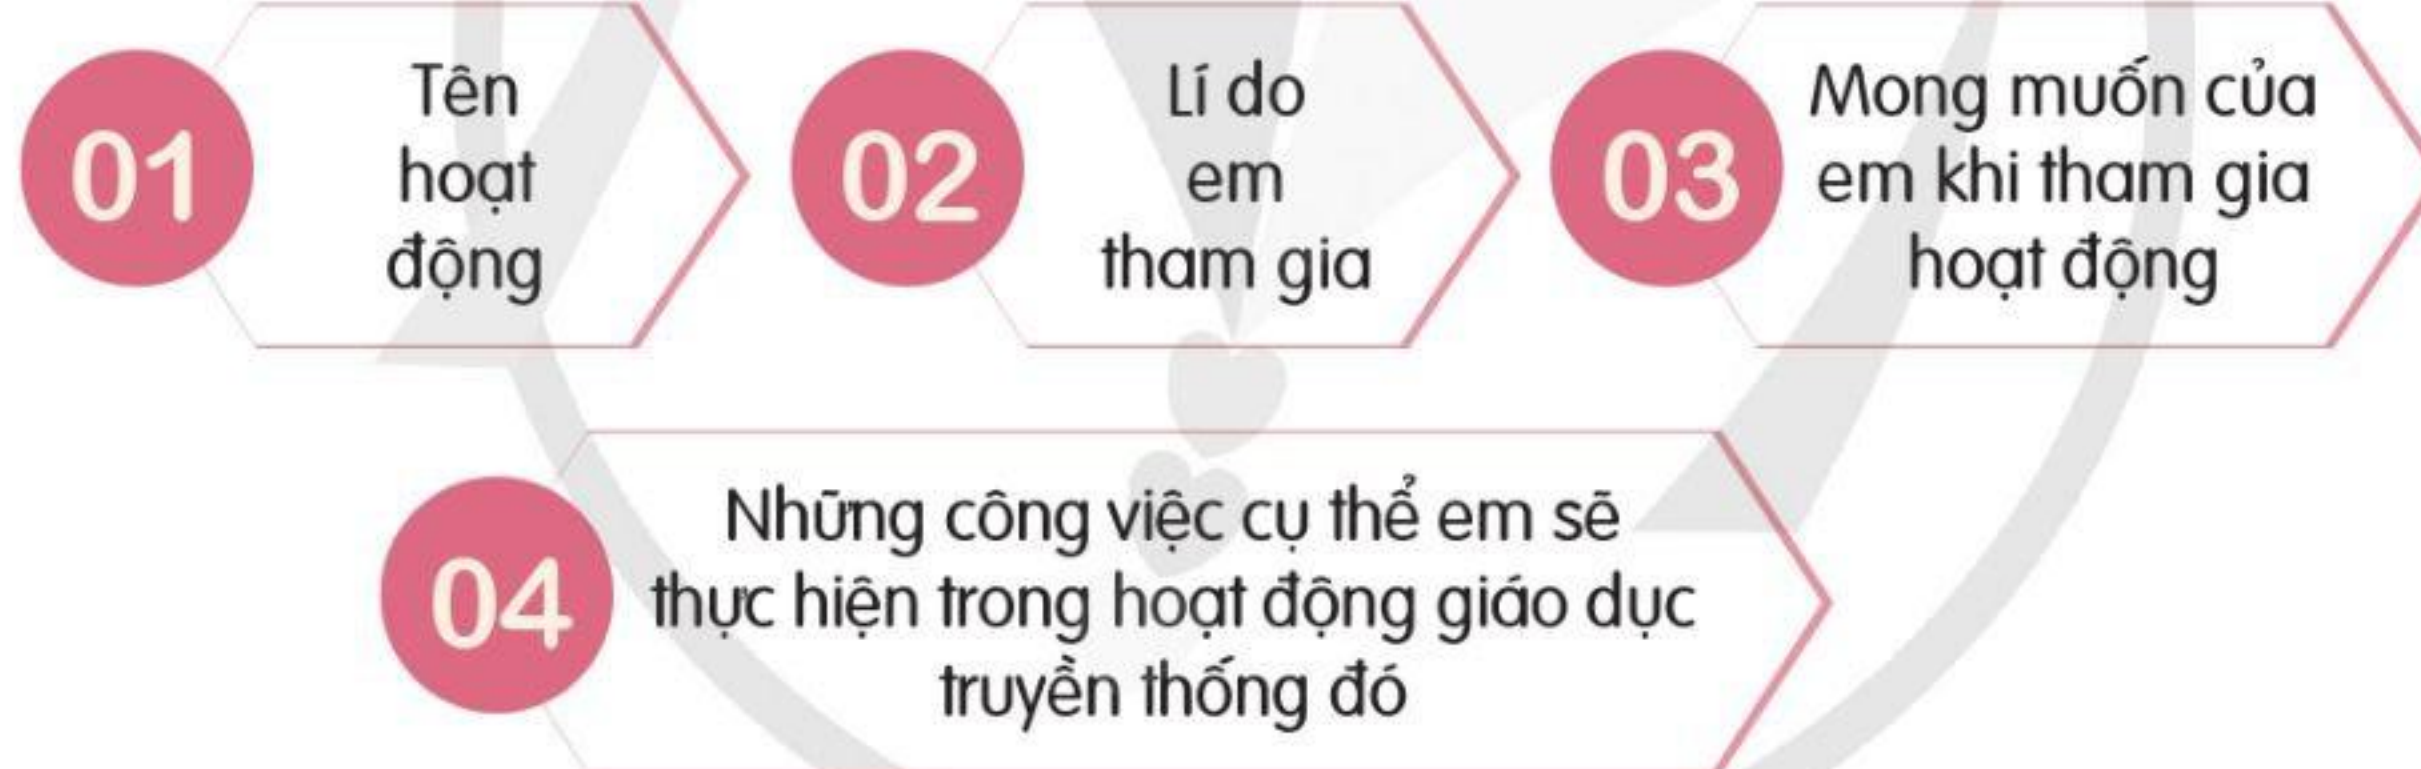 01
Tên
hoạt
động
02
Lí do
em
tham gia
03
Mong muốn của
em khi tham gia
hoạt động
04
Những công việc cụ thể em sẽ
thực hiện trong hoạt động giáo dục
truyền thống đó